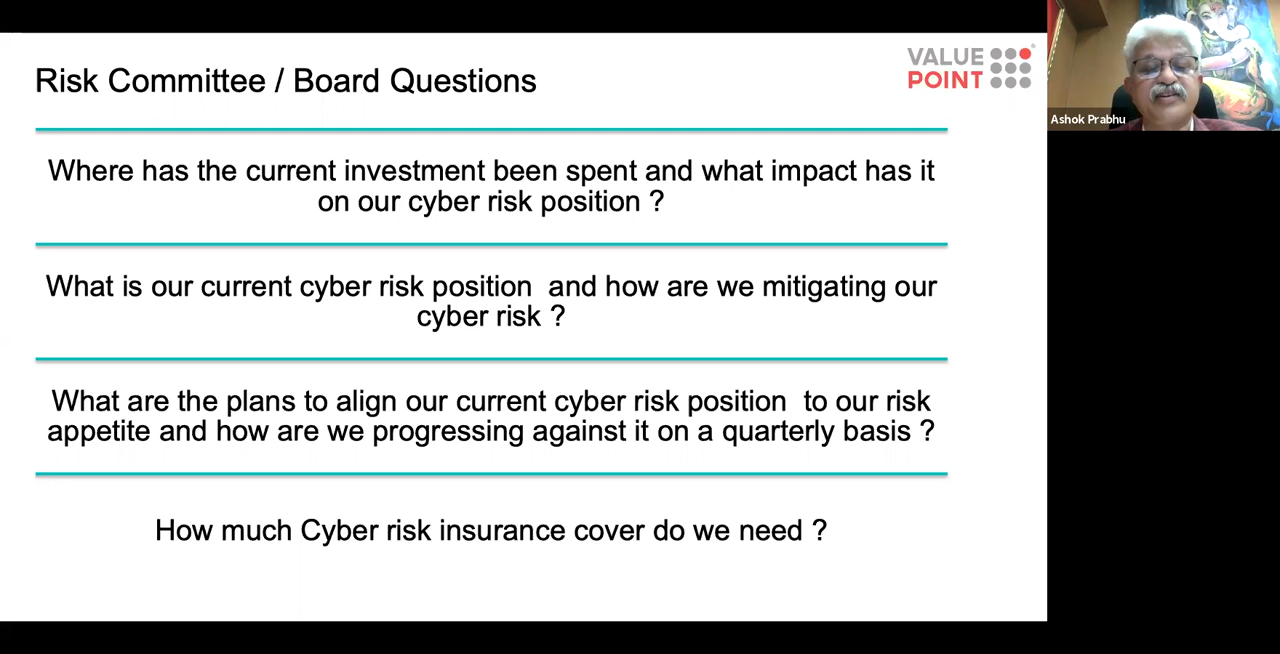 Risk Committee / Board Questions
VALUE
POINT
Ashok Prabhu
Where has the current investment been spent and what impact has it
on our cyber risk position ?
What is our current cyber risk position  and how are we mitigating our
cyber risk ?
What are the plans to align our current cyber risk position  to our risk
appetite and how are we progressing against it on a quarterly basis ?
How much Cyber risk insurance cover do we need ?